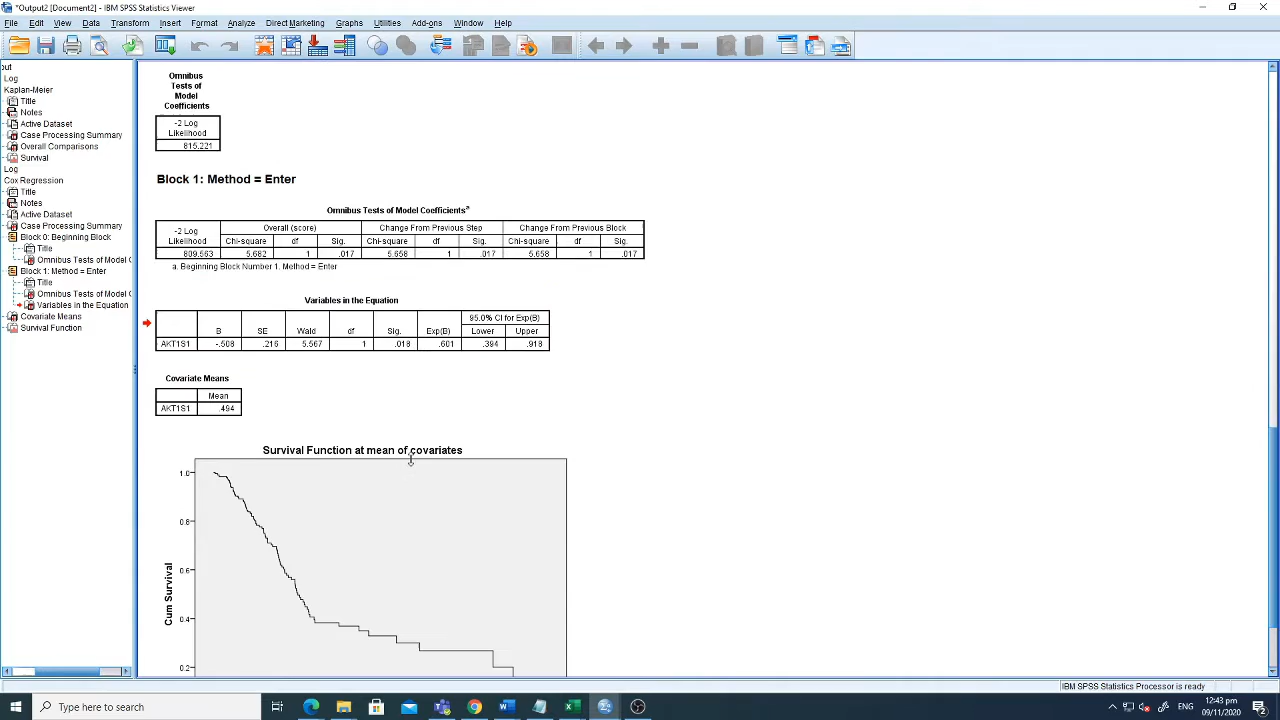 *Output2 [Document2] - IBM SPSS Statistics Viewer
File Edit View Data Transform Insert Format Analyze Direct Marketing Graphs Utilities Add-ons Window Help
Log
Kaplan-Meier
Title
Notes
Active Dataset
Case Processing Summary
Overall Comparisons
Survival
Log
Cox Regression
Title
Notes
Active Dataset
Case Processing Summary
Block 0: Beginning Block
Title
Omnibus Tests of Model C
Block 1: Method = Enter
Title
Omnibus Tests of Model C
Variables in the Equation
Covariate Means
Survival Function
Omnibus
Tests of
Model
Coefficients
-2 Log
Likelihood
815.221
Block 1: Method = Enter
Omnibus Tests of Model Coefficientsa
-2 Log Likelihood Overall (score) Change From Previous Step Change From Previous Block
Chi-square df Sig. Chi-square df Sig. Chi-square df Sig.
809.563 5.682 1 .017 5.658 1 .017 5.658 1 .017
a. Beginning Block Number 1. Method = Enter
Variables in the Equation
95.0% CI for Exp(B)
B SE Wald df Sig. Exp(B) Lower Upper
AKT1S1 -.508 .216 5.567 1 .018 .601 .394 .918
Covariate Means
Mean
AKT1S1 .494
Survival Function at mean of covariates
1.0
0.8
0.6
0.4
0.2
Cum Survival
IBM SPSS Statistics Processor is ready
Type here to search
ENG
12:43 pm
09/11/2020